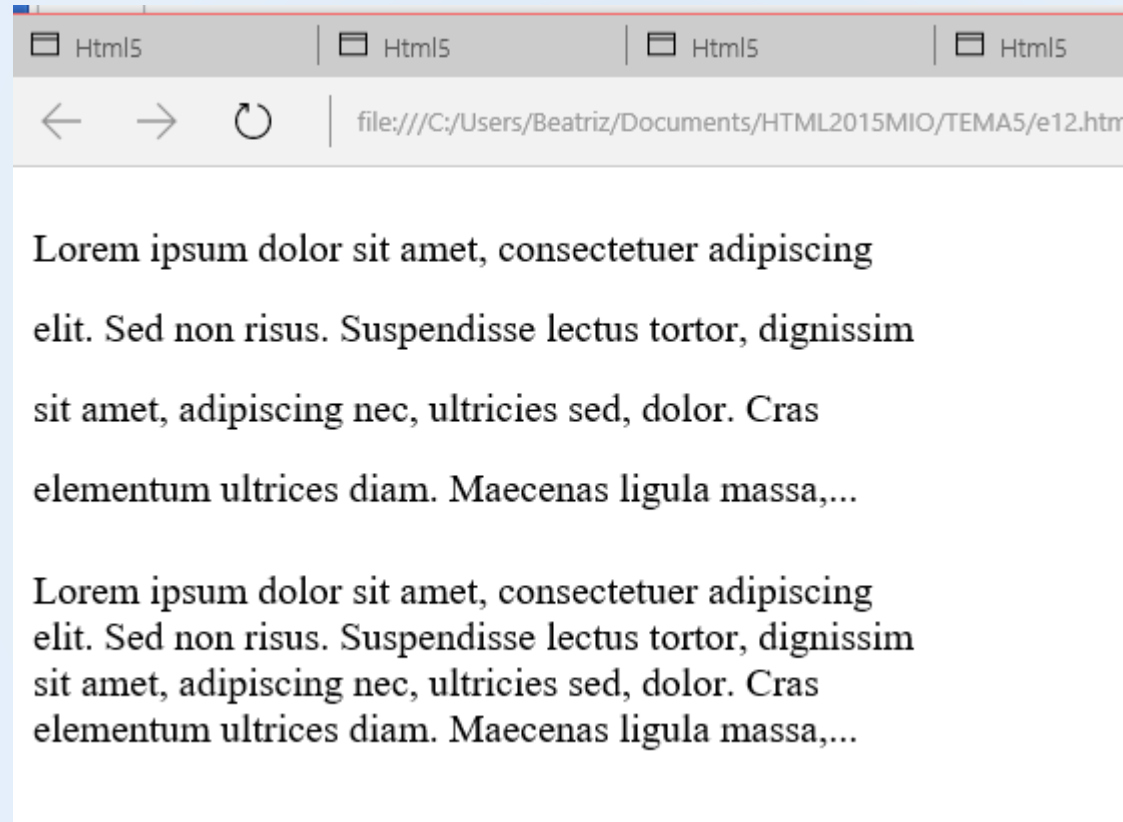 Html5 Html5 Html5 Html5
file:///C:/Users/Beatriz/Documents/HTML2015MIO/TEMA5/e12.htm
Lorem ipsum dolor sit amet, consectetuer adipiscing
elit. Sed non risus. Suspendisse lectus tortor, dignissim
sit amet, adipiscing nec, ultricies sed, dolor. Cras
elementum ultrices diam. Maecenas ligula massa,...
Lorem ipsum dolor sit amet, consectetuer adipiscing
elit. Sed non risus. Suspendisse lectus tortor, dignissim
sit amet, adipiscing nec, ultricies sed, dolor. Cras
elementum ultrices diam. Maecenas ligula massa,...